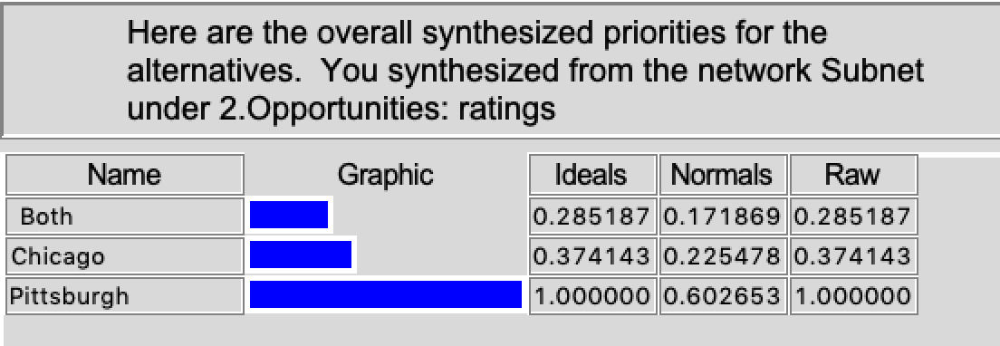 Here are the overall synthesized priorities for the
alternatives. You synthesized from the network Subnet
under 2.Opportunities: ratings
Name Graphic Ideals Normals Raw
Both 0.285187 0.171869 0.285187
Chicago 0.374143 0.225478 0.374143
Pittsburgh 1.000000 0.602653 1.000000